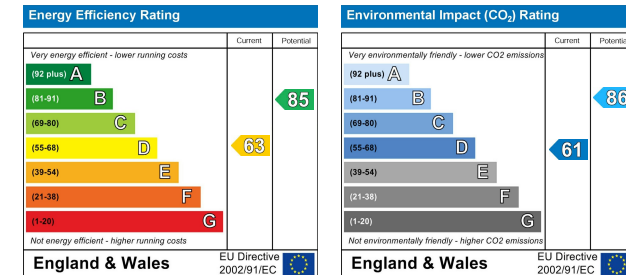 Energy Efficiency Rating
Current Potential
Very energy efficient - lower running costs
(92 plus) A
(81-91) B
85
(69-80) C
(55-68) D
63
(39-54) E
(21-38) F
(1-20) G
Not energy efficient - higher running costs
England & Wales
EU Directive
2002/91/EC
Environmental Impact (CO₂) Rating
Current Potential
Very environmentally friendly - lower CO2 emissions
(92 plus) A
(81-91) B
86
(69-80) C
(55-68) D
61
(39-54) E
(21-38) F
(1-20) G
Not environmentally friendly - higher CO2 emissions
England & Wales
EU Directive
2002/91/EC